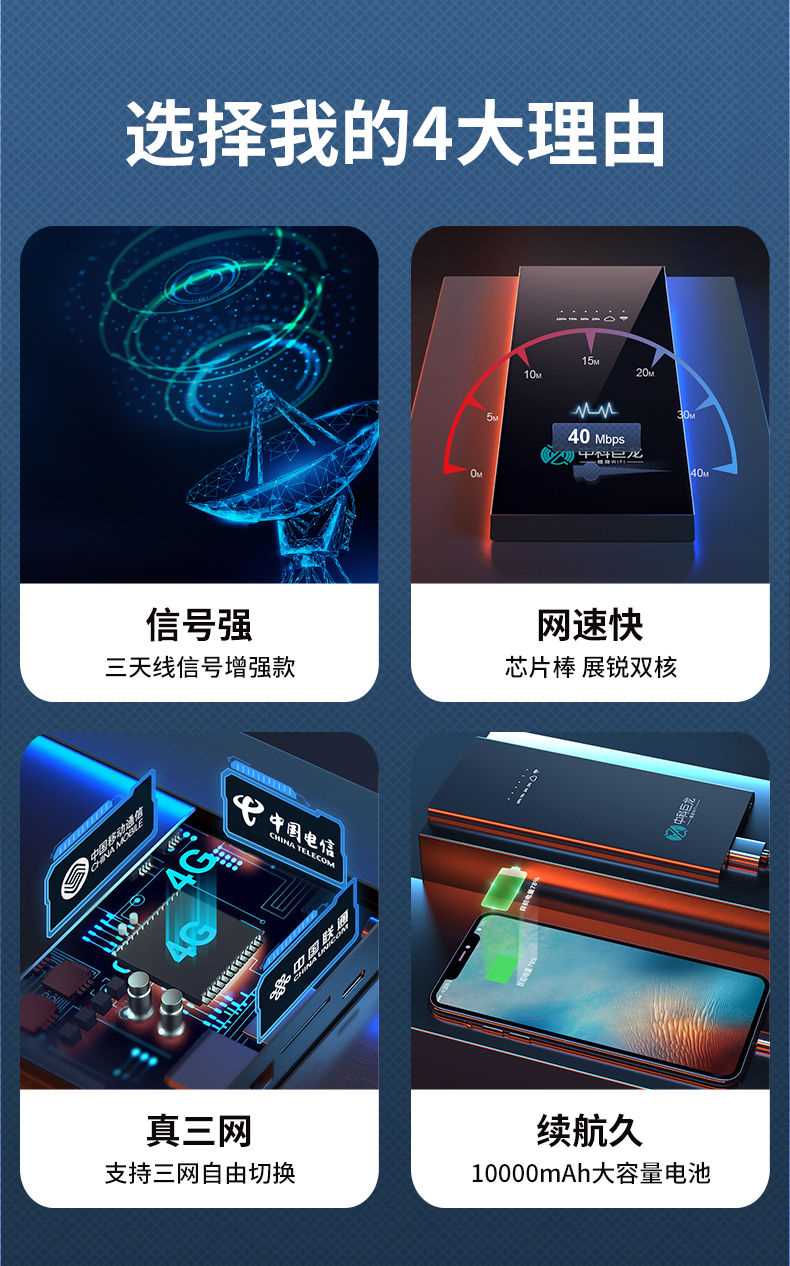 选择我的4大理由
10M
15M
20M
5M
30M
0M
40M
40 Mbps
中科巨龙
信号强
三天线信号增强款
网速快
芯片棒 展锐双核
中国移动通信
CHINA MOBILE
中国电信
CHINA TELECOM
4G
4G
中国联通
CHINA UNICOM
中科巨龙
真三网
支持三网自由切换
续航久
10000mAh大容量电池